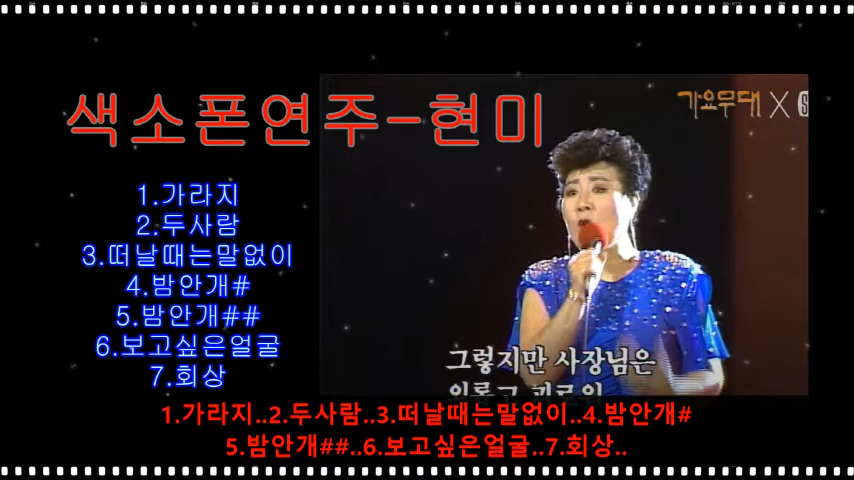 가요무대 X
색소폰연주-현미
1.가라지
2.두사람
3.떠날때는말없이
4.밤안개#
5.밤안개##
6.보고싶은얼굴
7.회상
그렇지만 사장님은
1.가라지..2.두사람..3.떠날때는말없이..4.밤안개#
5.밤안개##..6.보고싶은얼굴..7.회상..